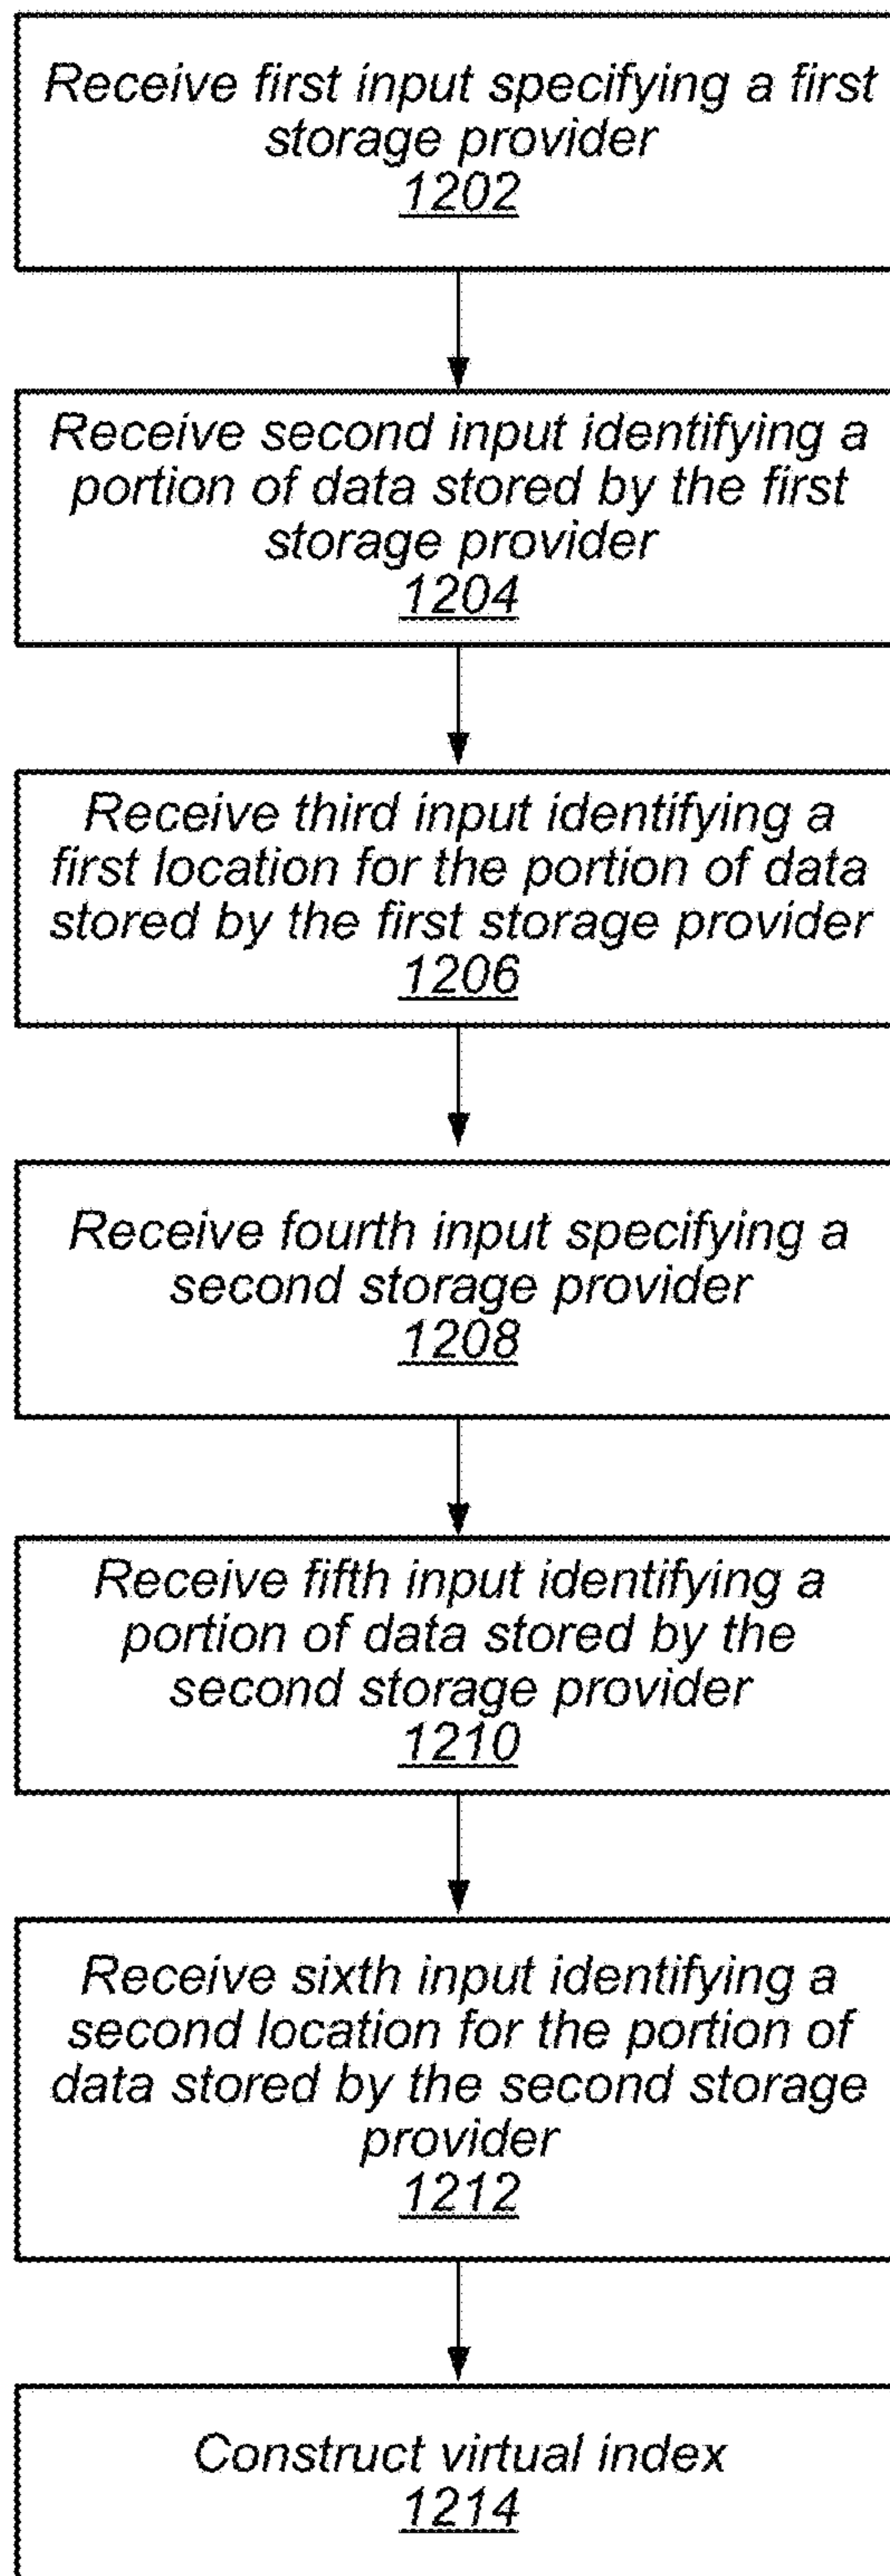 Receive first input specifying a first
storage provider
1202
Receive second input identifying a
portion of data stored by the first
storage provider
1204
Receive third input identifying a
first location for the portion of data
stored by the first storage provider
1206
Receive fourth input specifying a
second storage provider
1208
Receive fifth input identifying a
portion of data stored by the
second storage provider
1210
Receive sixth input identifying a
second location for the portion of
data stored by the second storage
provider
1212
Construct virtual index
1214